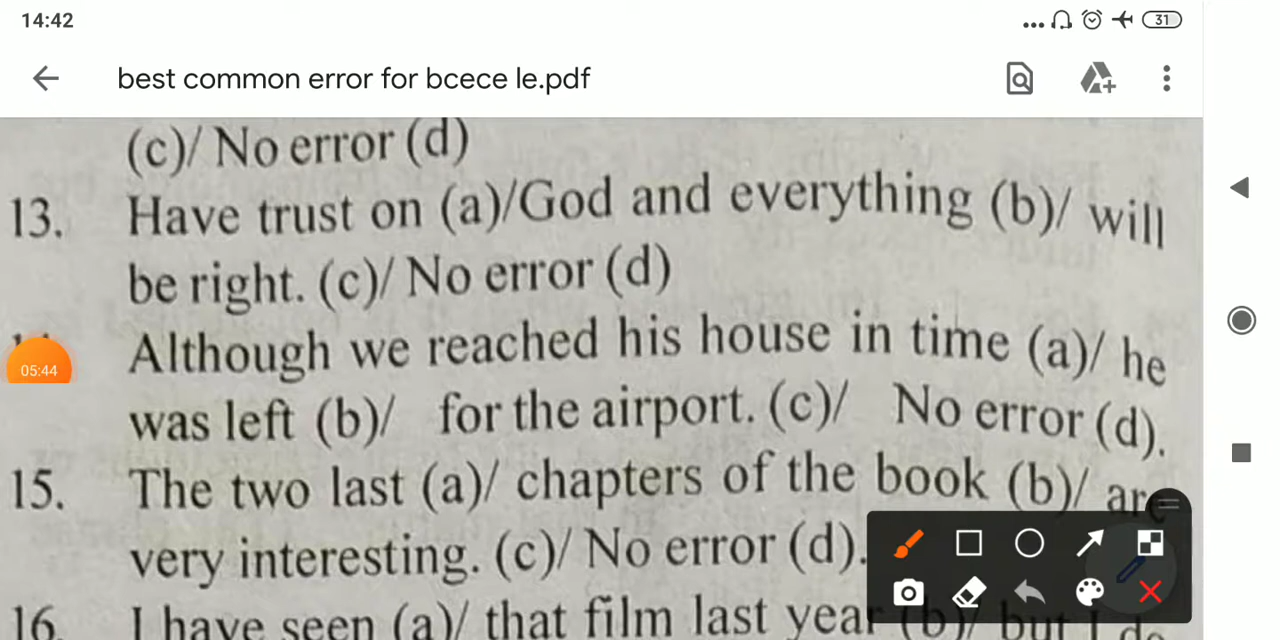 14:42
... 31
best common error for bcece le.pdf
(c)/ No error (d)
13. Have trust on (a)/God and everything (b)/ will
be right. (c)/ No error (d)
Although we reached his house in time (a)/ he
05:44
was left (b)/ for the airport. (c)/ No error (d).
15. The two last (a)/ chapters of the book (b)/ are
very interesting. (c)/ No error (d).
16. I have seen (a)/ that film last year (b)/ but I